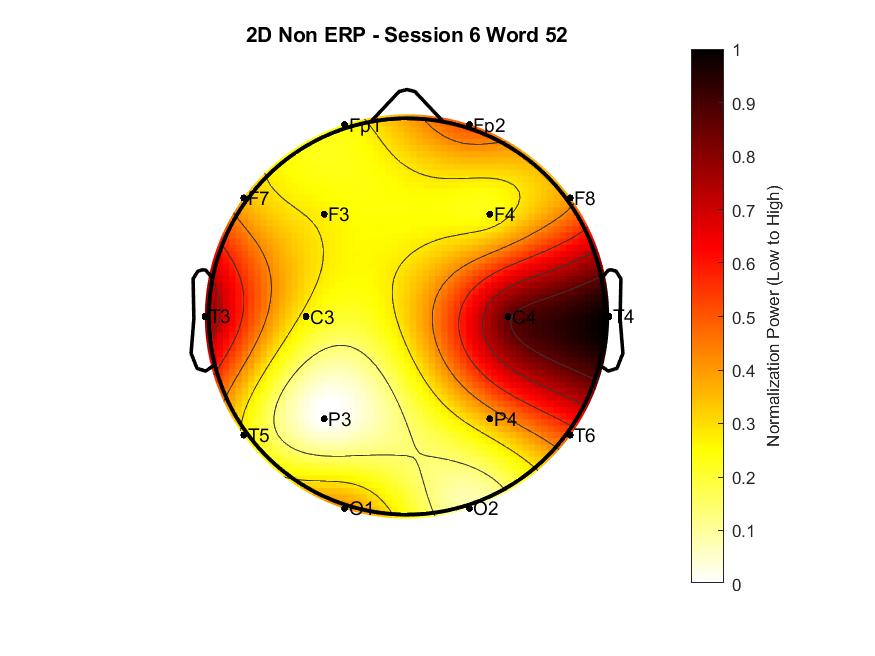 2D Non ERP - Session 6 Word 52
Fp1 Fp2
F7 F8
F3 F4
T3 C3 C4 T4
P3 P4
T5 T6
O1 O2
1
0.9
0.8
0.7
0.6
0.5
0.4
0.3
0.2
0.1
0
Normalization Power (Low to High)